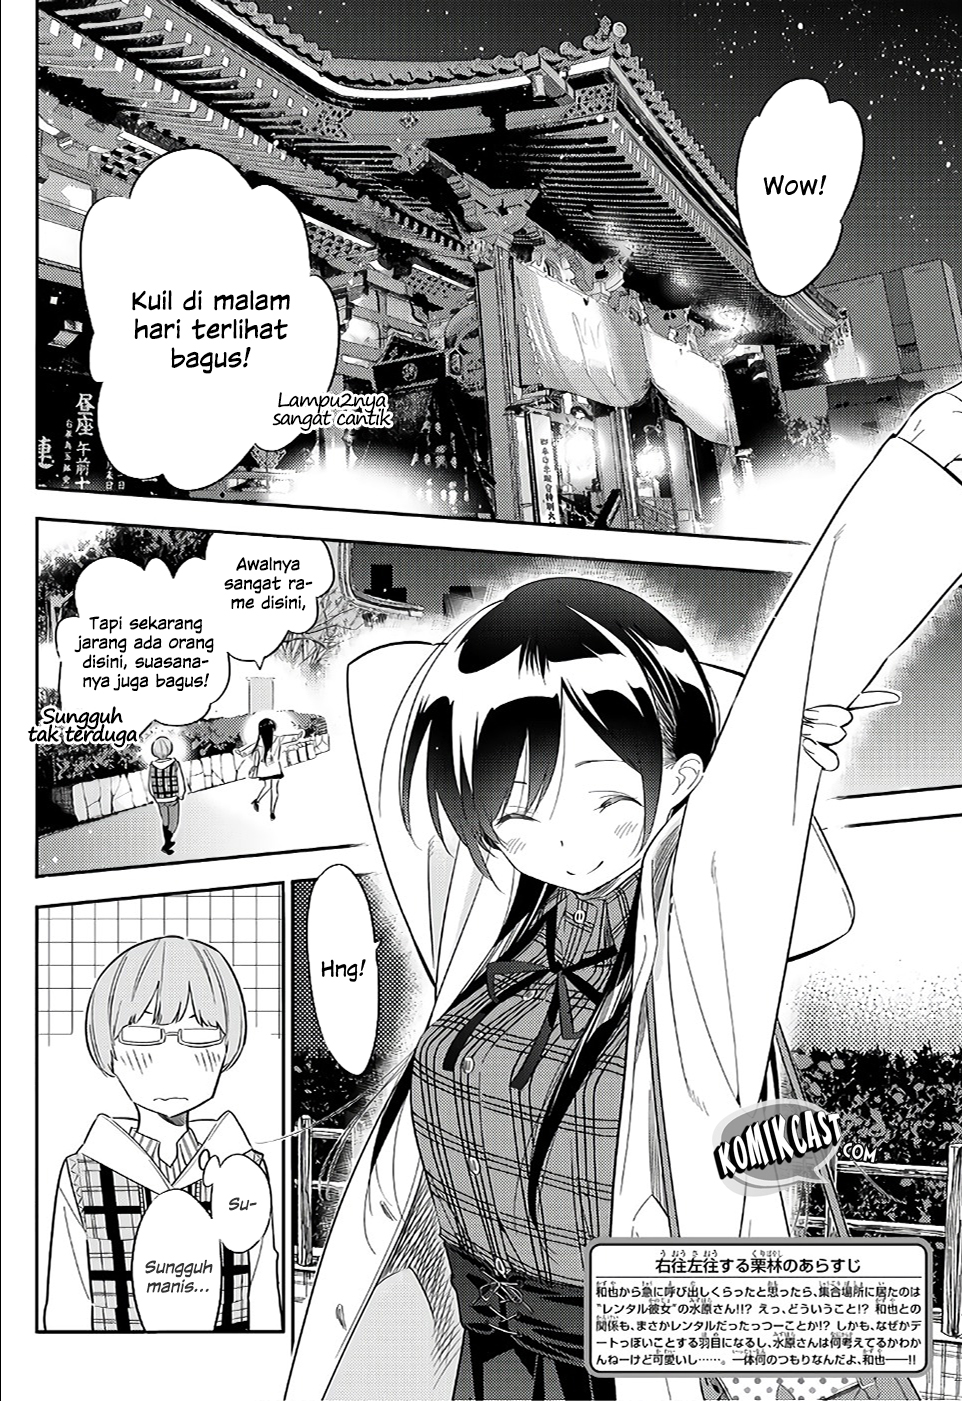 Wow!
Kuil di malam
hari terlihat
bagus!
Lampu2nya
sangat cantik
昼座
午前十
連
Awalnya
sangat ra-
me disini,
Tapi sekarang
jarang ada orang
disini, suasana-
nya juga bagus!
Sungguh
tak terduga
Hng!
Su-
Sungguh
manis...
KOMIKCAST
.COM
右往左往する栗林のあらすじ
和也から急に呼び出しくらったと思ったら、集合場所に居たのは
“レンタル彼女”の水原さん!!? えっ、どういうこと!? 和也との
関係も、まさかレンタルだったっつーことか!? しかも、なぜかデ
ートっぽいことする羽目になるし、水原さんは何考えてるかわか
んねーけど可愛いし……。一体何のつもりなんだよ、和也——!!